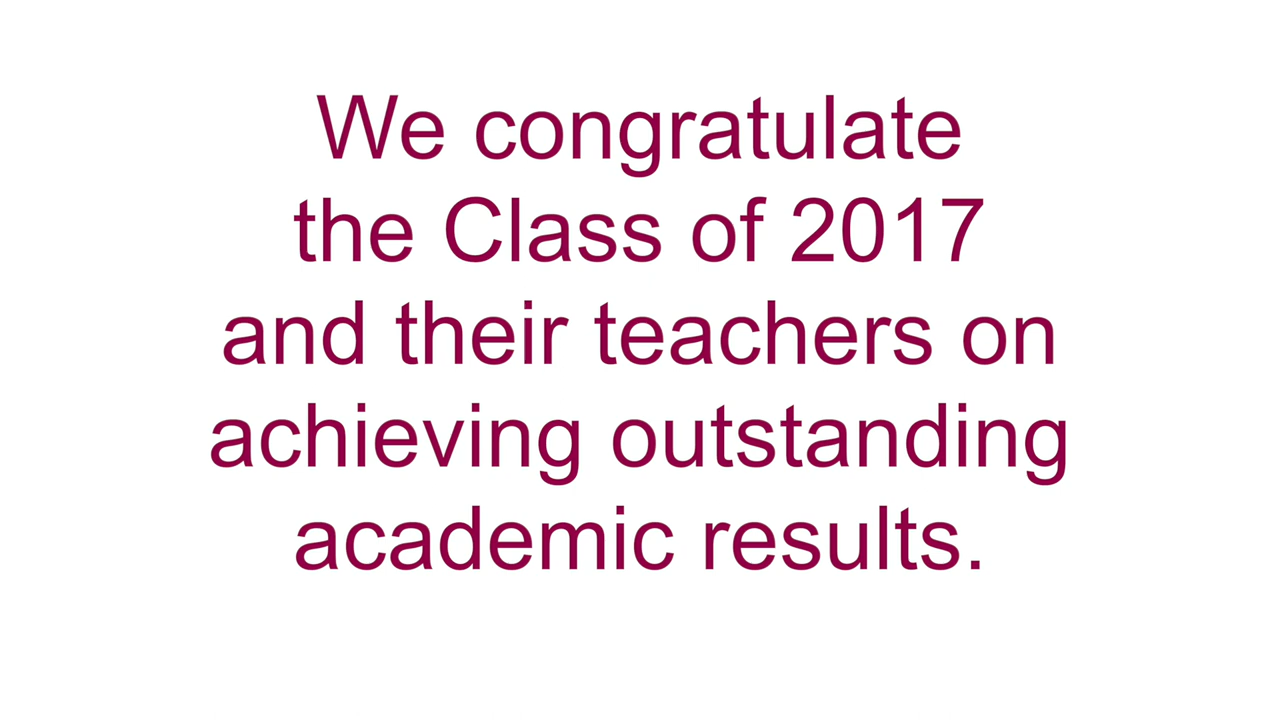 We congratulate
the Class of 2017
and their teachers on
achieving outstanding
academic results.